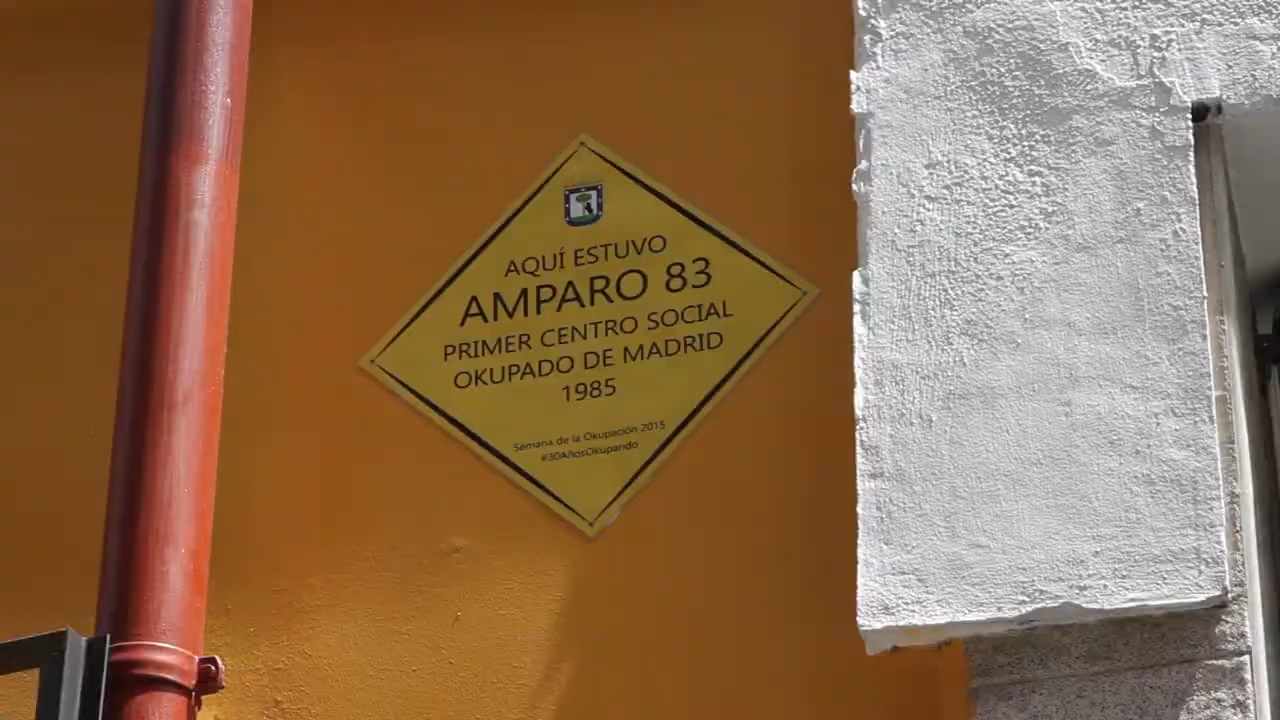 AQUÍ ESTUVO
AMPARO 83
PRIMER CENTRO SOCIAL
OKUPADO DE MADRID
1985
Semana de la Okupación 2015
#30AñosOkupando